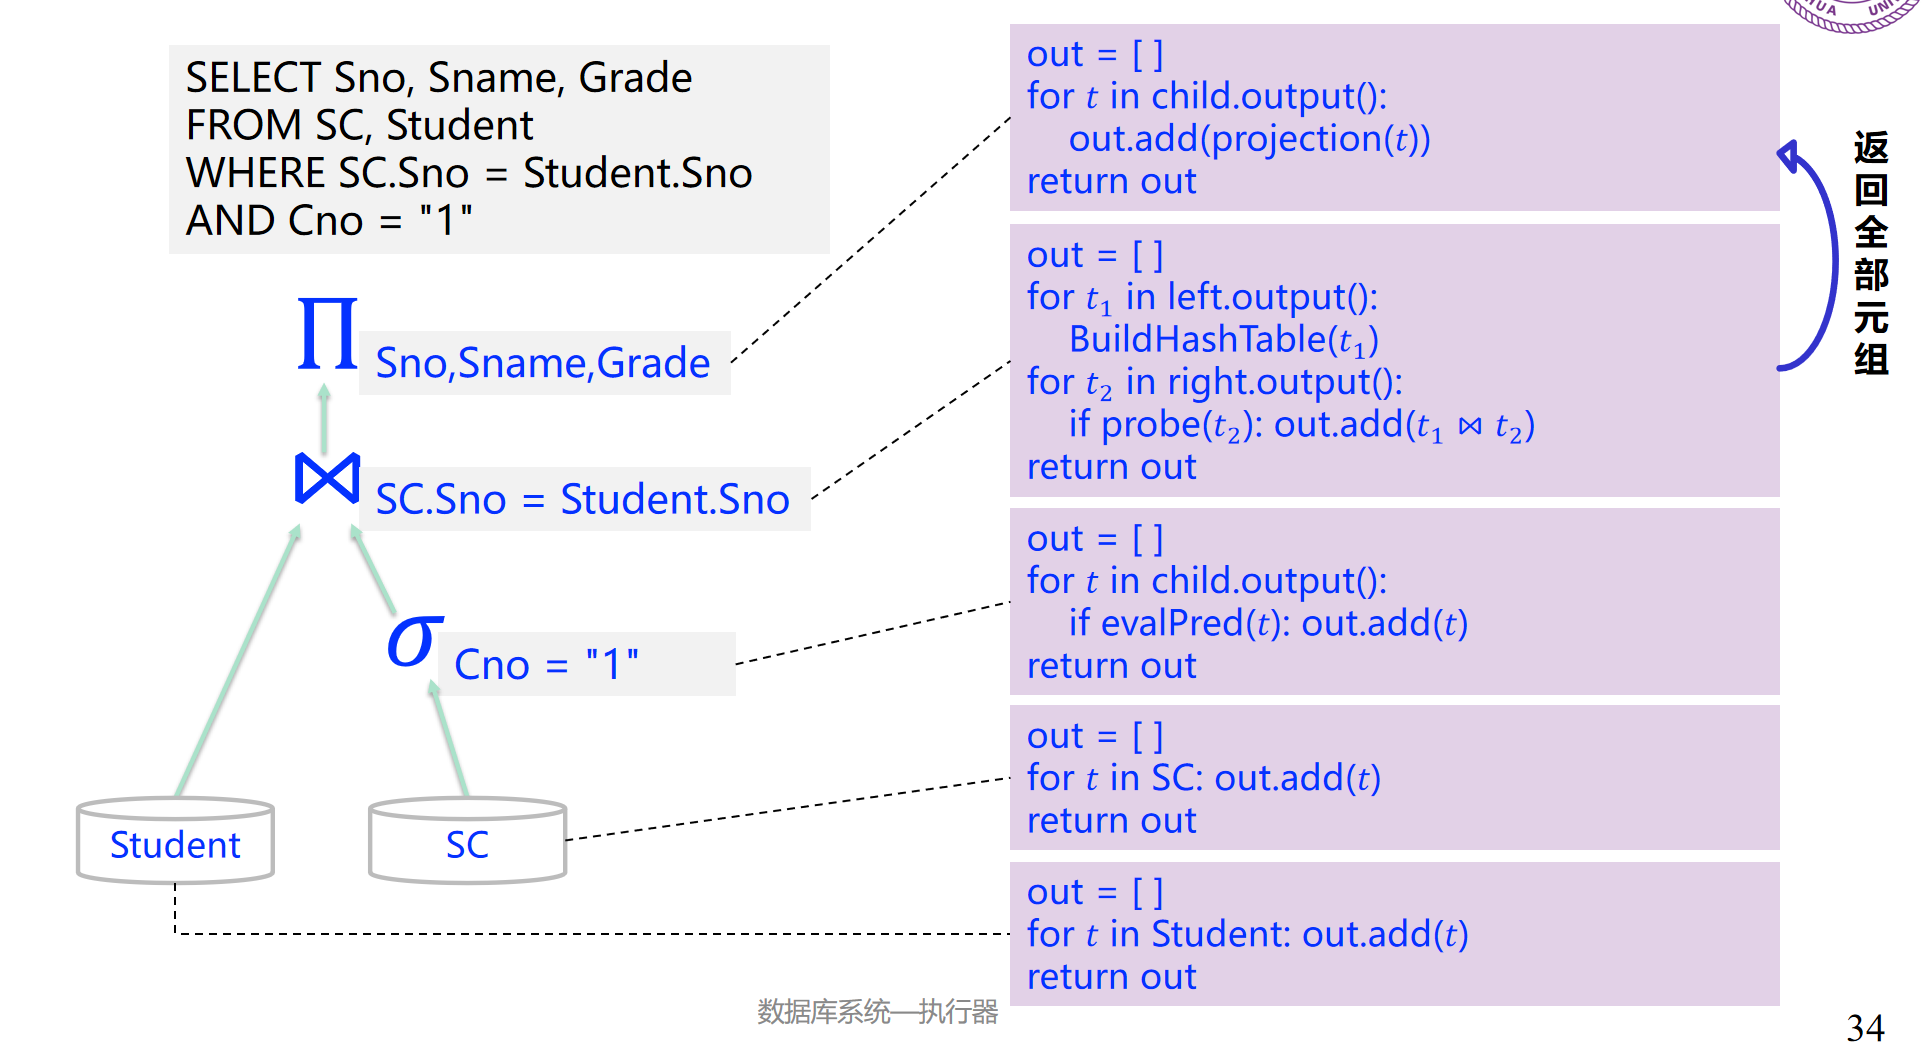 SELECT Sno, Sname, Grade
FROM SC, Student
WHERE SC.Sno = Student.Sno
AND Cno = "1"
∏
Sno,Sname,Grade
⋈
SC.Sno = Student.Sno
σ
Cno = "1"
Student
SC
out = [ ]
for t in child.output():
out.add(projection(t))
return out
out = [ ]
for t₁ in left.output():
BuildHashTable(t₁)
for t₂ in right.output():
if probe(t₂): out.add(t₁ ⋈ t₂)
return out
out = [ ]
for t in child.output():
if evalPred(t): out.add(t)
return out
out = [ ]
for t in SC: out.add(t)
return out
out = [ ]
for t in Student: out.add(t)
return out
返回全部元组
数据库系统—执行器
34